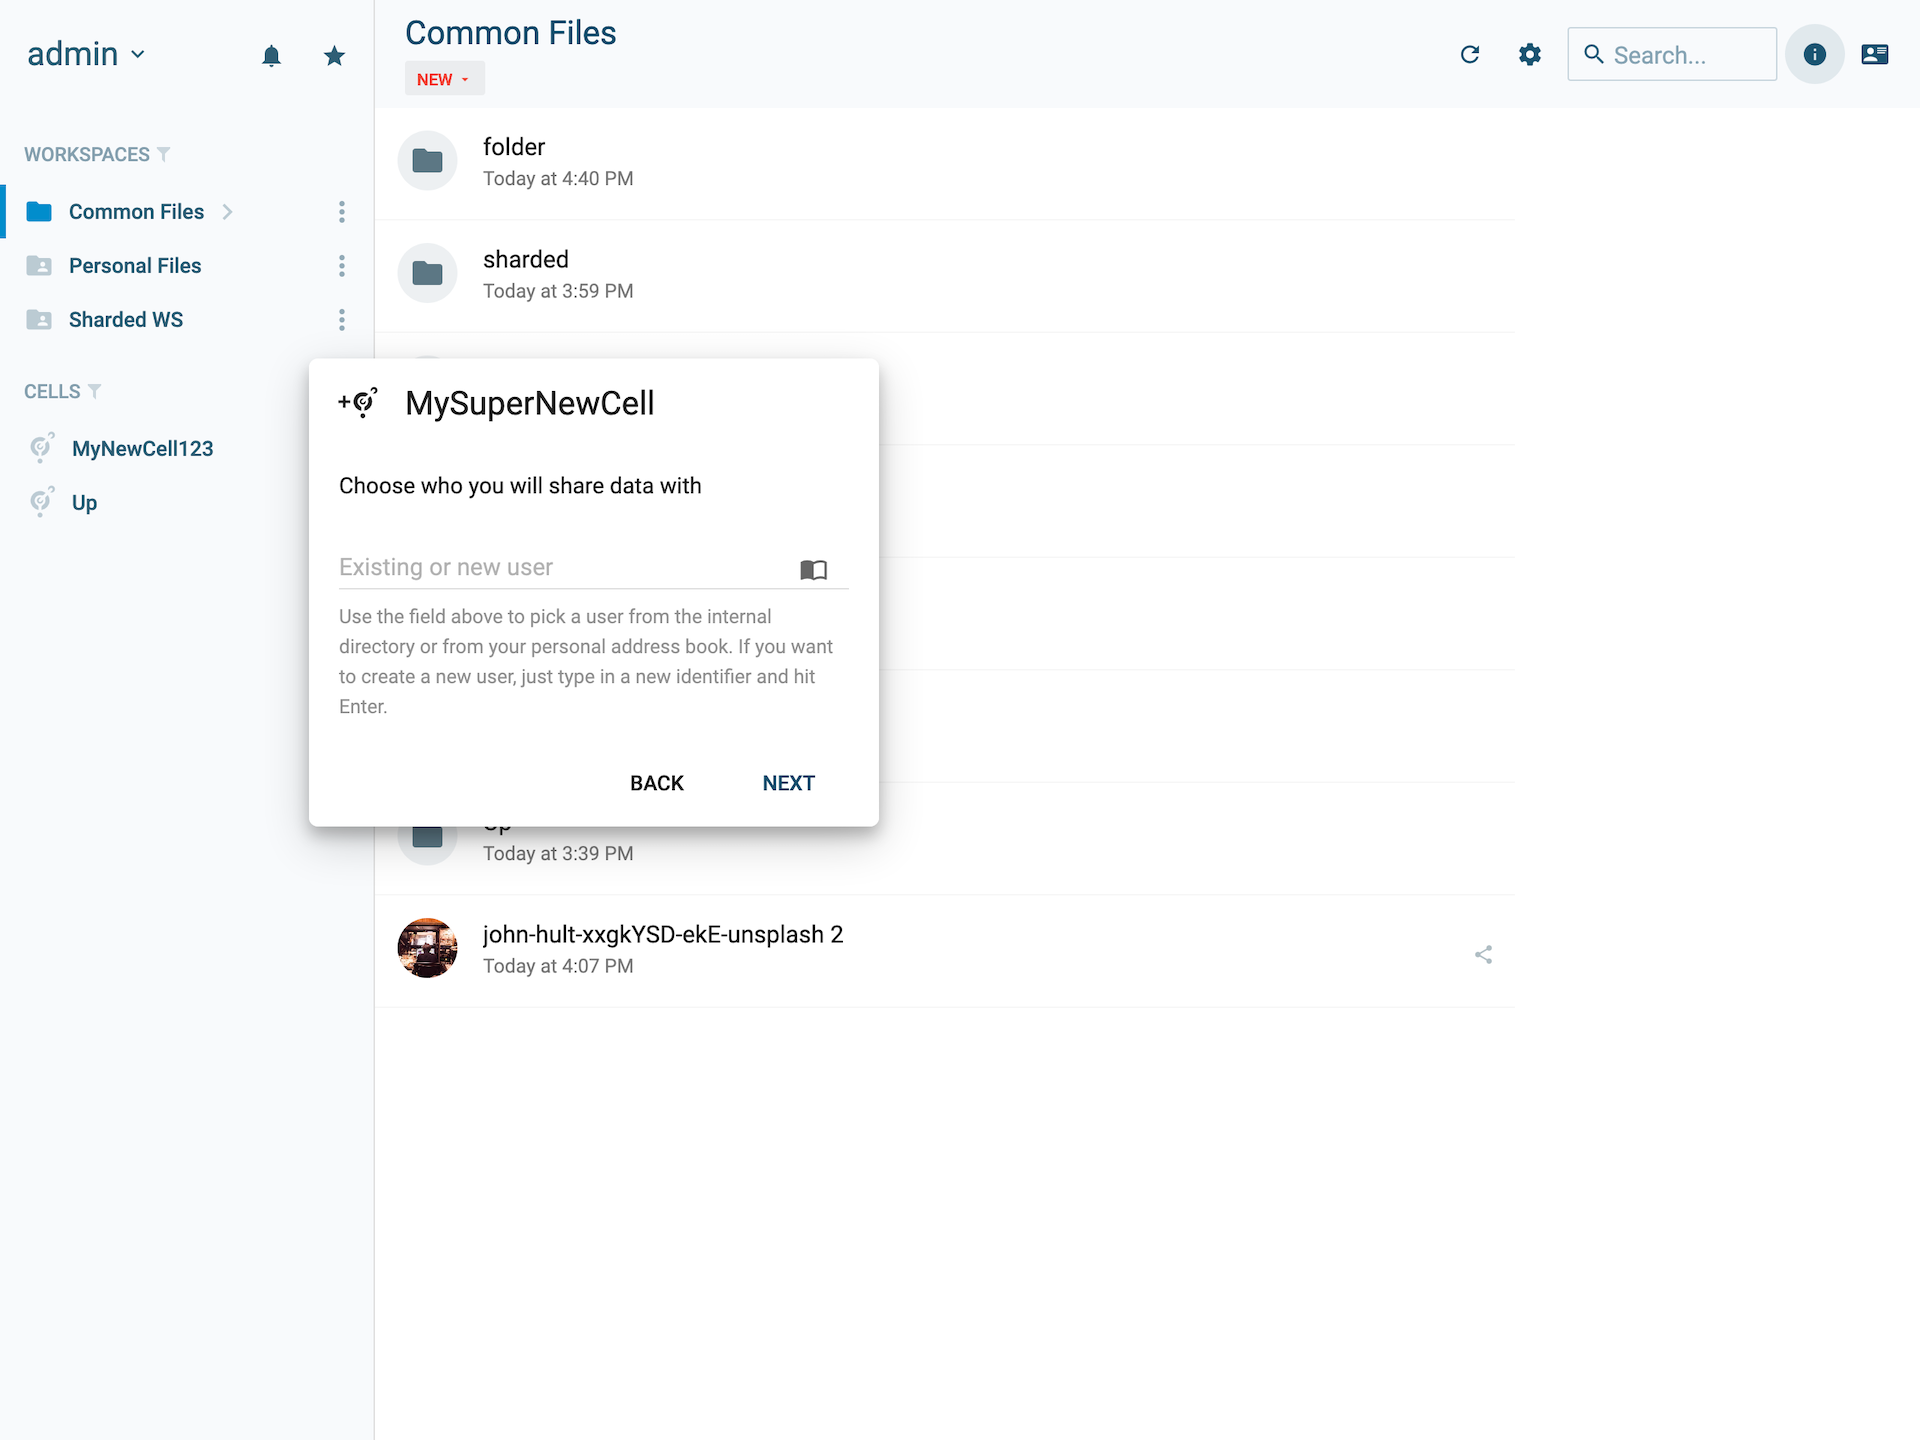 admin
Common Files
NEW
Search...
WORKSPACES
Common Files
Personal Files
Sharded WS
CELLS
MyNewCell123
Up
folder
Today at 4:40 PM
sharded
Today at 3:59 PM
MySuperNewCell
Choose who you will share data with
Existing or new user
Use the field above to pick a user from the internal
directory or from your personal address book. If you want
to create a new user, just type in a new identifier and hit
Enter.
BACK
NEXT
Today at 3:39 PM
john-hult-xxgkYSD-ekE-unsplash 2
Today at 4:07 PM